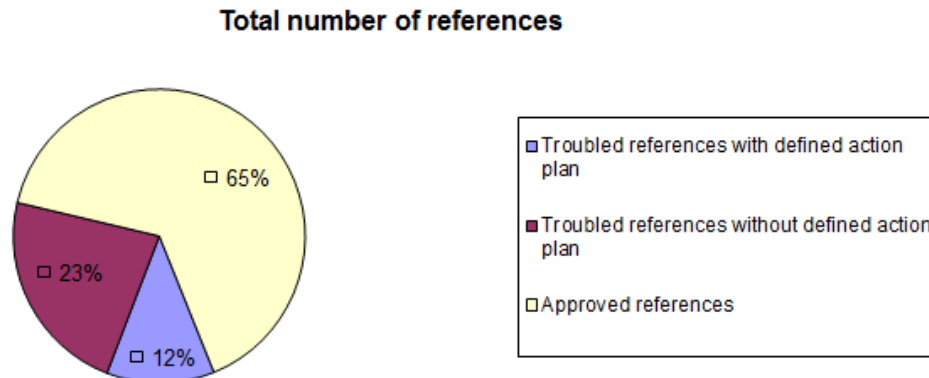 Total number of references
65%
23%
12%
Troubled references with defined action
plan
Troubled references without defined action
plan
Approved references